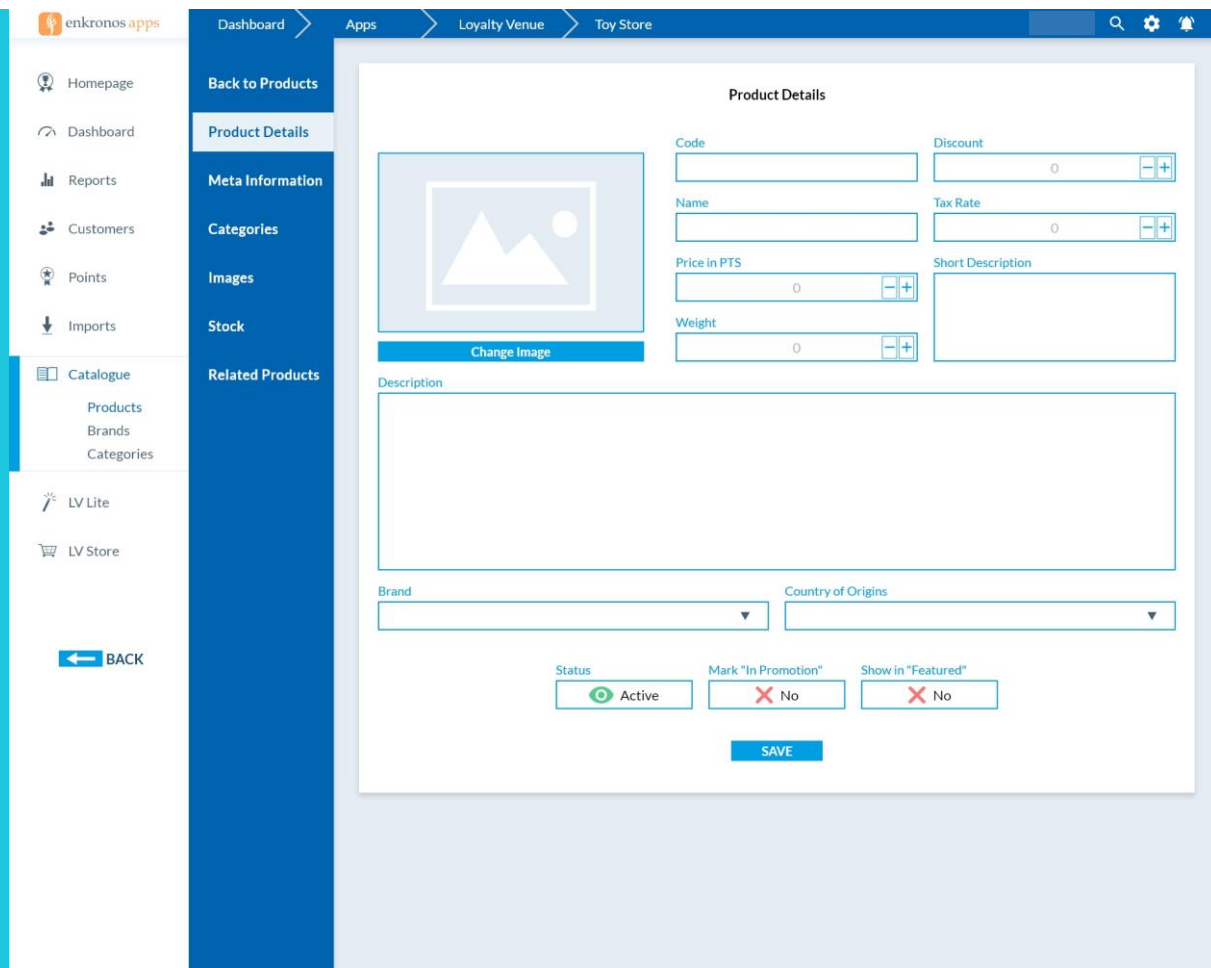 enkronos apps
Dashboard
Apps
Loyalty Venue
Toy Store
Homepage
Dashboard
Reports
Customers
Points
Imports
Catalogue
Products
Brands
Categories
LV Lite
LV Store
BACK
Back to Products
Product Details
Meta Information
Categories
Images
Stock
Related Products
Product Details
Change Image
Code
Discount
0
Name
Tax Rate
0
Price in PTS
0
Short Description
Weight
0
Description
Brand
Country of Origins
Status
Active
Mark "In Promotion"
No
Show in "Featured"
No
SAVE